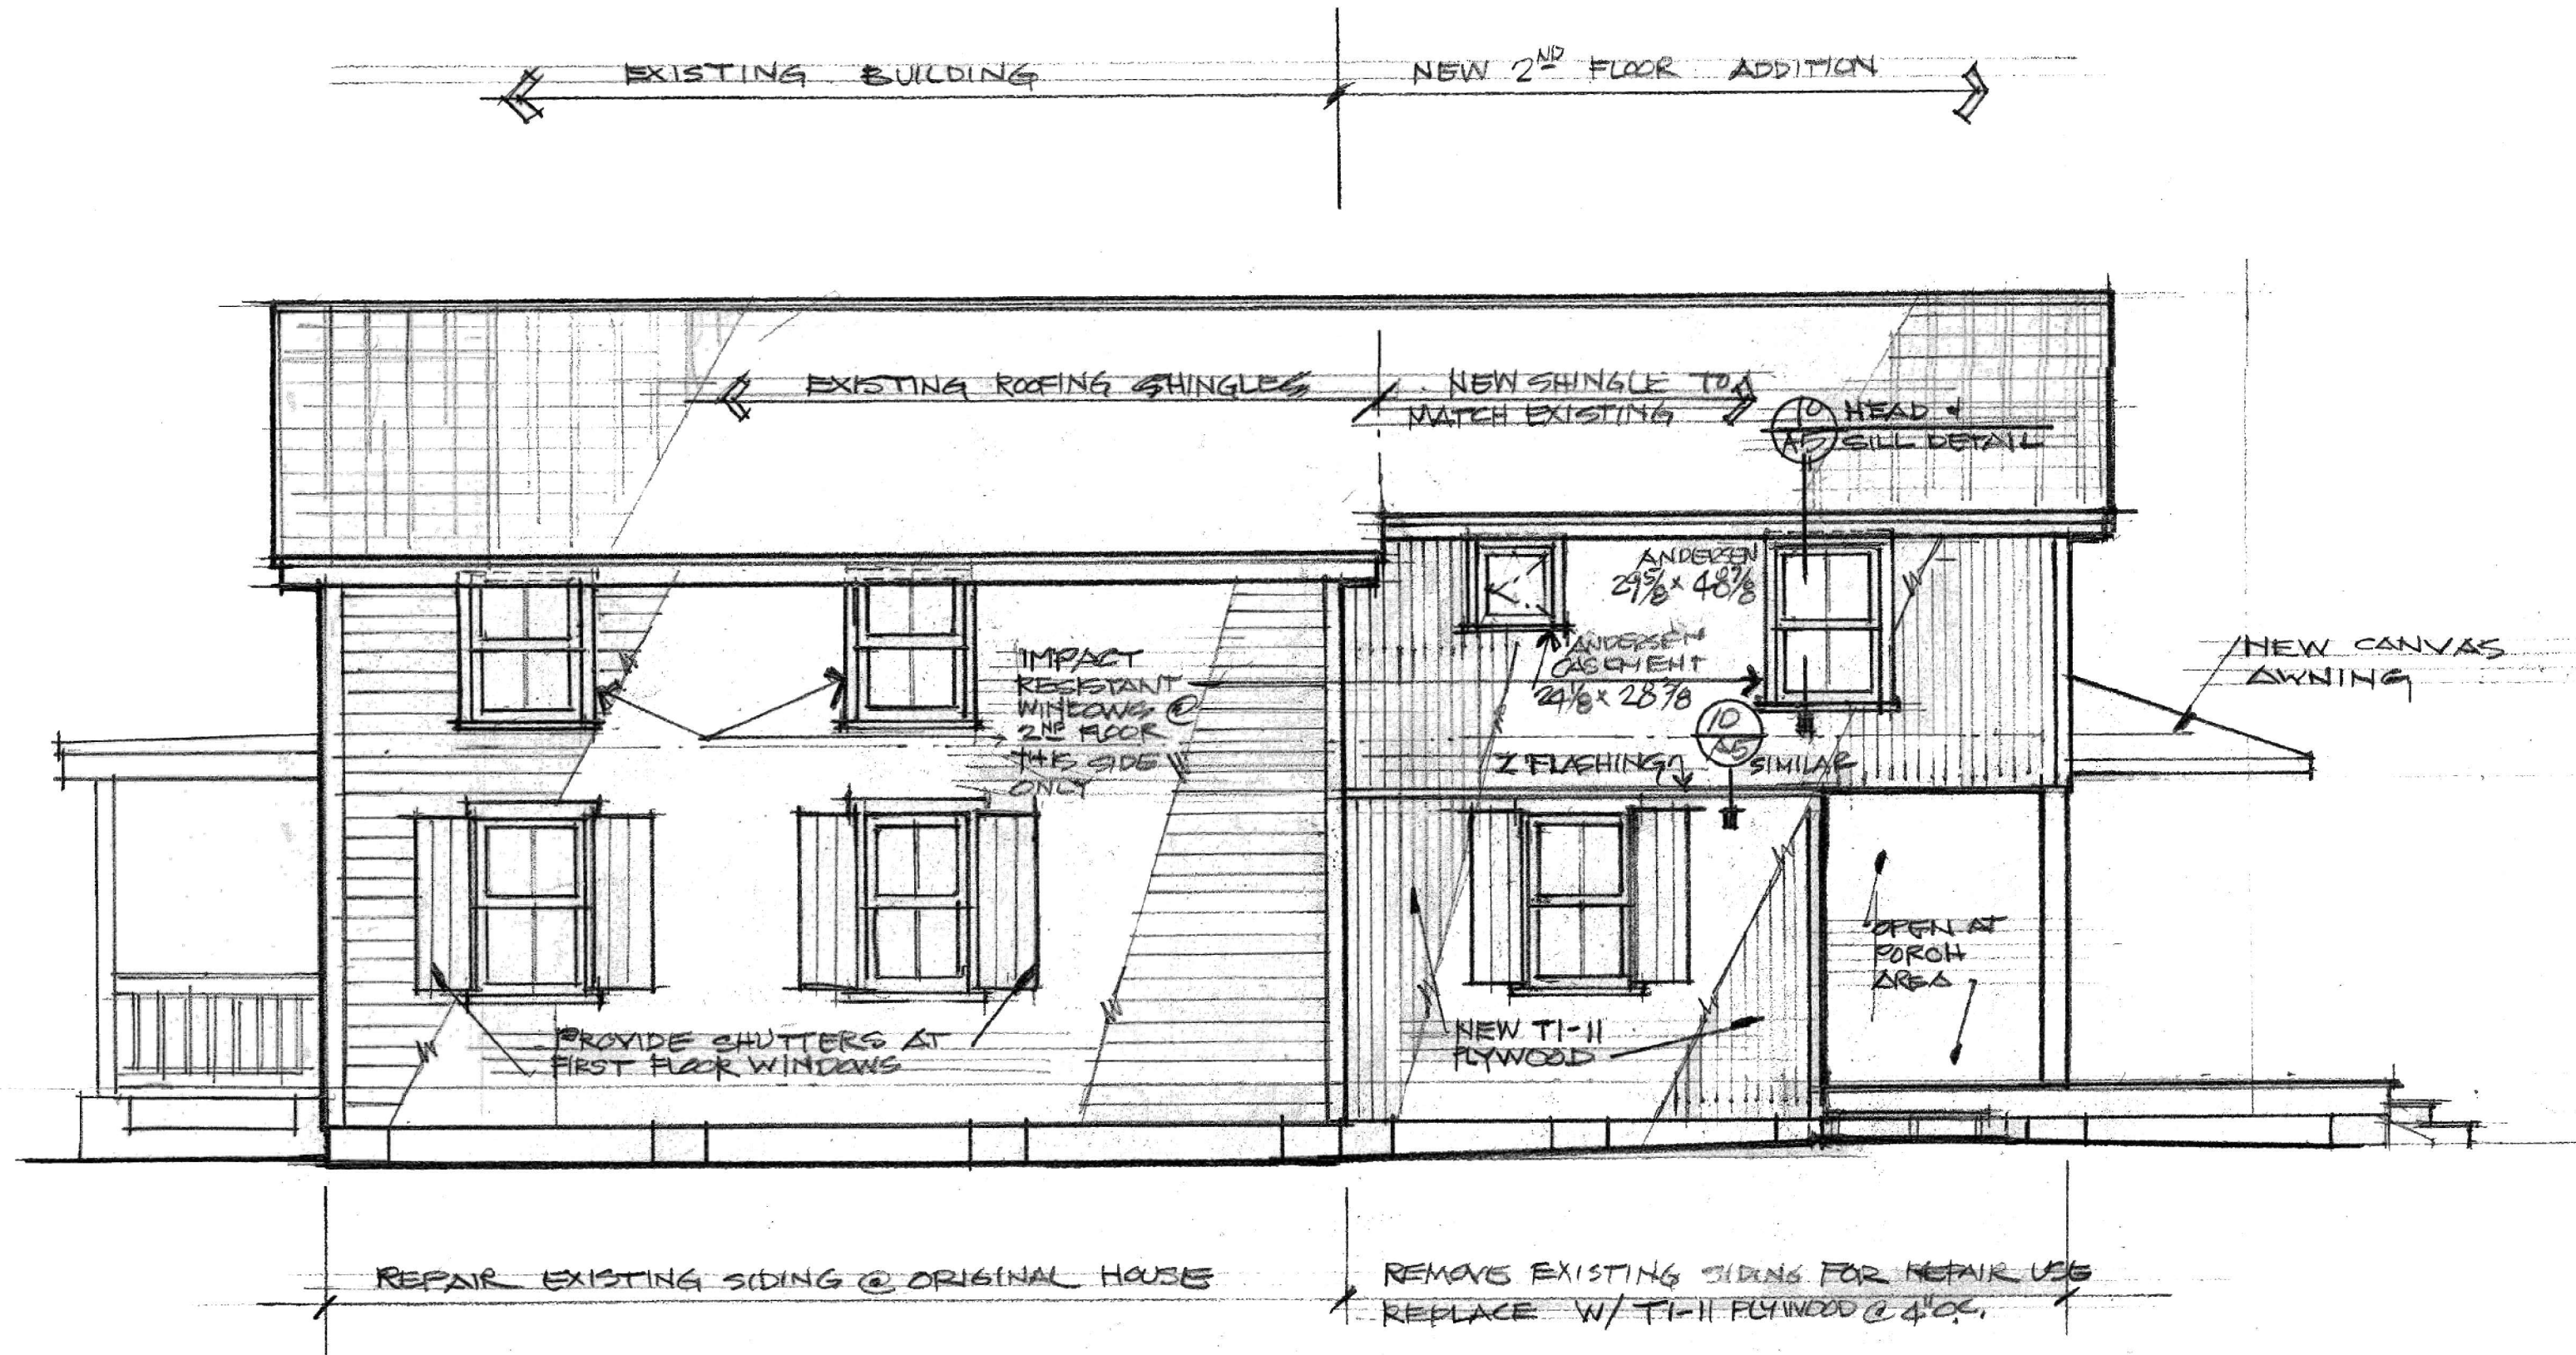 EXISTING BUILDING
NEW 2ND FLOOR ADDITION
EXISTING ROOFING SHINGLES
NEW SHINGLE TO
MATCH EXISTING
10
A5
HEAD &
SILL DETAIL
ANDERSEN
29 5/8 x 48 7/8
ANDERSEN
CASEMENT
24 1/8 x 28 7/8
IMPACT
RESISTANT
WINDOWS @
2ND FLOOR
THIS SIDE
ONLY
NEW CANVAS
AWNING
10
A5
Z FLASHING
SIMILAR
OPEN AT
PORCH
AREA
PROVIDE SHUTTERS AT
FIRST FLOOR WINDOWS
NEW T1-11
PLYWOOD
REPAIR EXISTING SIDING @ ORIGINAL HOUSE
REMOVE EXISTING SIDING FOR REPAIR USE
REPLACE W/ T1-11 PLYWOOD @ 4" O.C.